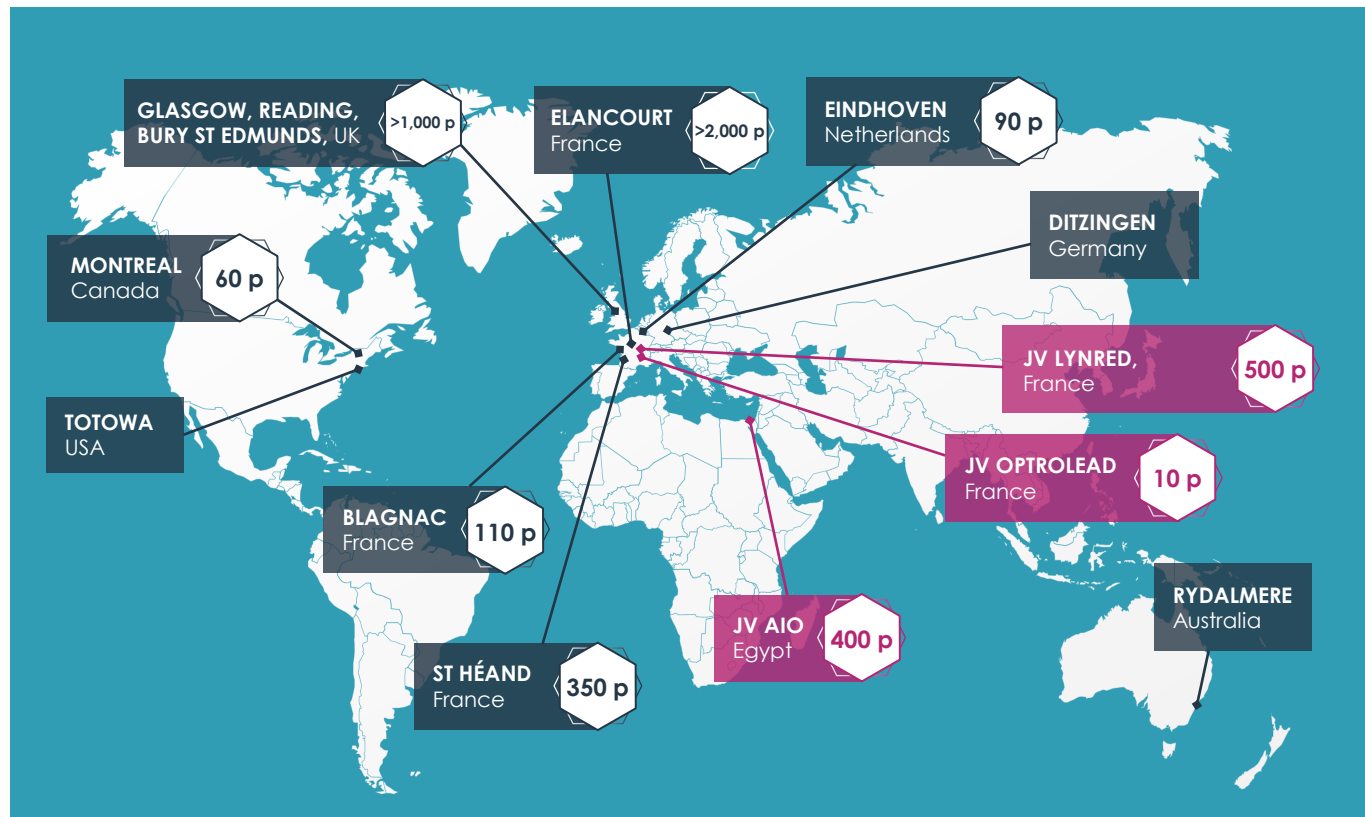 GLASGOW, READING,
BURY ST EDMUNDS, UK
>1,000 p
ELANCOURT
France
>2,000 p
EINDHOVEN
Netherlands
90 p
DITZINGEN
Germany
MONTREAL
Canada
60 p
JV LYNRED,
France
500 p
TOTOWA
USA
JV OPTROLEAD
France
10 p
BLAGNAC
France
110 p
RYDALMERE
Australia
JV AIO
Egypt
400 p
ST HÉAND
France
350 p